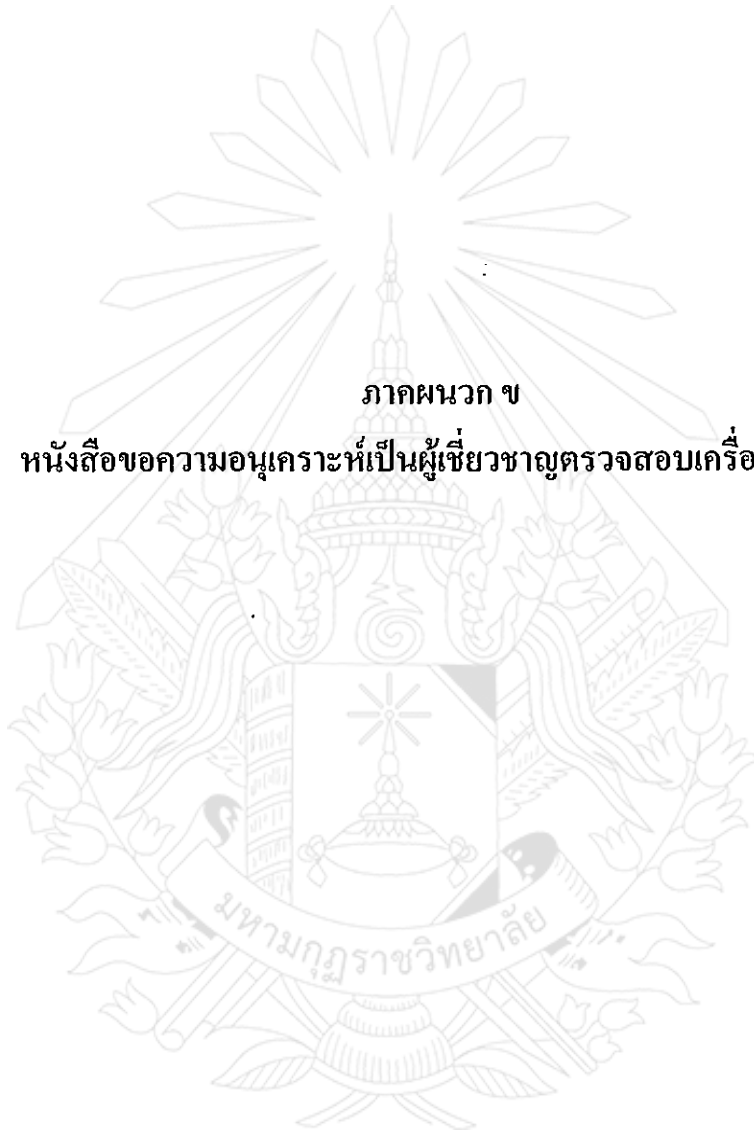 ภาคผนวก ข
หนังสือขอความอนุเคราะห์เป็นผู้เชี่ยวชาญตรวจสอบเครื่อ
มหามกุฏราชวิทยาลัย